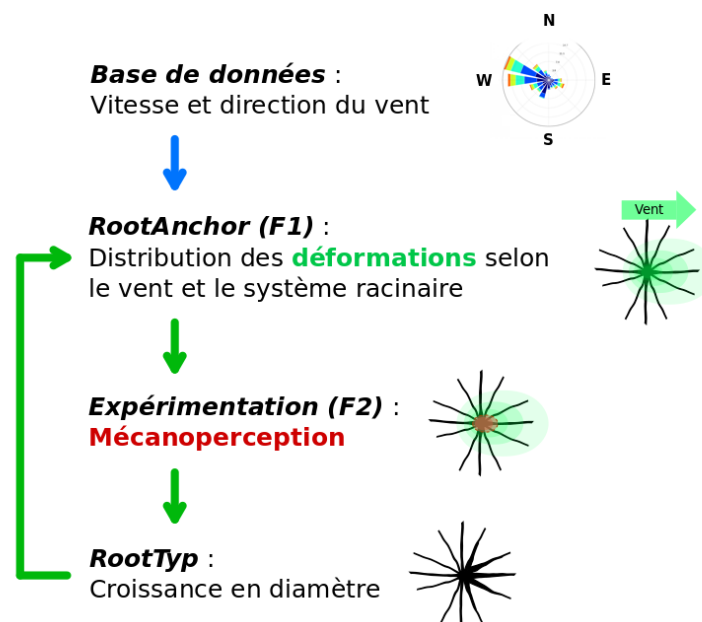 N
Base de données :
W
E
Vitesse et direction du vent
S
Vent
RootAnchor (F1) :
Distribution des déformations selon
le vent et le système racinaire
Expérimentation (F2) :
Mécanoperception
RootTyp :
Croissance en diamètre